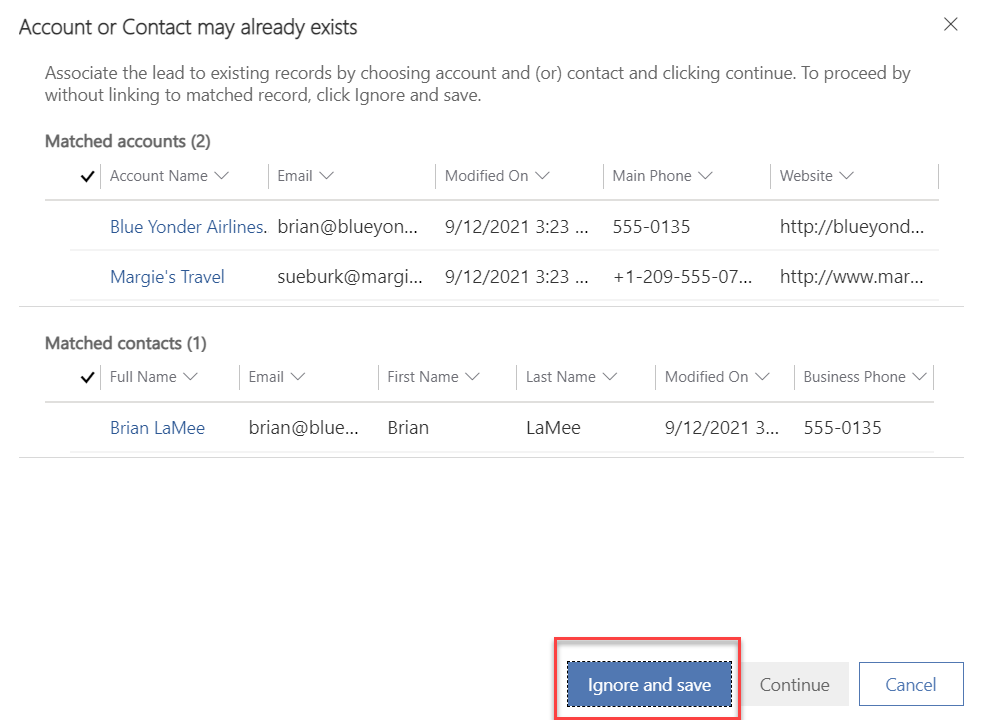 Account or Contact may already exists
Associate the lead to existing records by choosing account and (or) contact and clicking continue. To proceed by
without linking to matched record, click Ignore and save.
Matched accounts (2)
Account Name Email Modified On Main Phone Website
Blue Yonder Airlines. brian@blueyon... 9/12/2021 3:23 ... 555-0135 http://blueyond...
Margie's Travel sueburk@margi... 9/12/2021 3:23 ... +1-209-555-07... http://www.mar...
Matched contacts (1)
Full Name Email First Name Last Name Modified On Business Phone
Brian LaMee brian@blue... Brian LaMee 9/12/2021 3... 555-0135
Ignore and save Continue Cancel